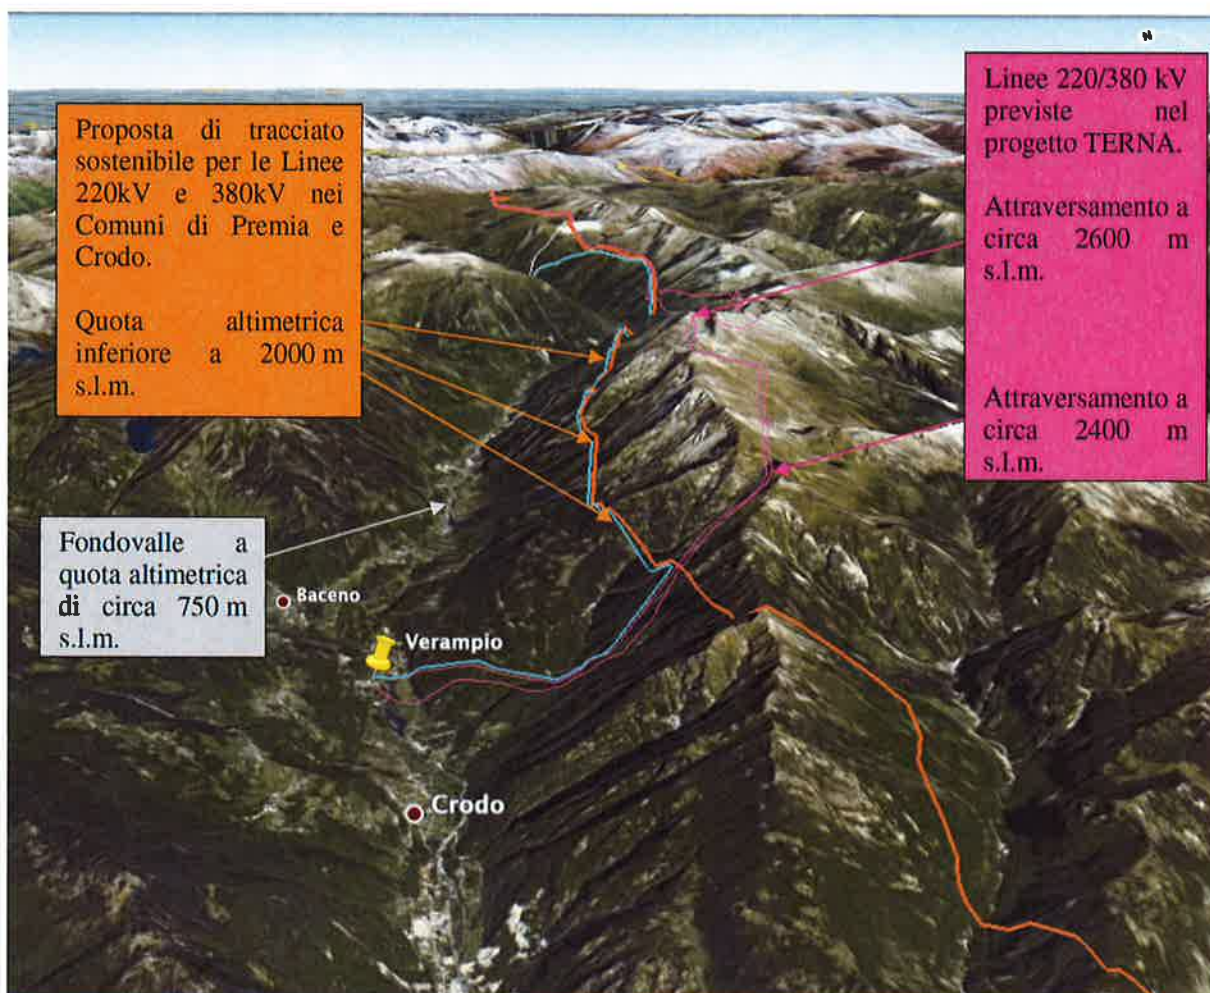 N
Proposta di tracciato
sostenibile per le Linee
220kV e 380kV nei
Comuni di Premia e
Crodo.
Quota altimetrica
inferiore a 2000 m
s.l.m.
Linee 220/380 kV
previste nel
progetto TERNA.
Attraversamento a
circa 2600 m
s.l.m.
Attraversamento a
circa 2400 m
s.l.m.
Fondovalle a
quota altimetrica
di circa 750 m
s.l.m.
Baceno
Verampio
Crodo